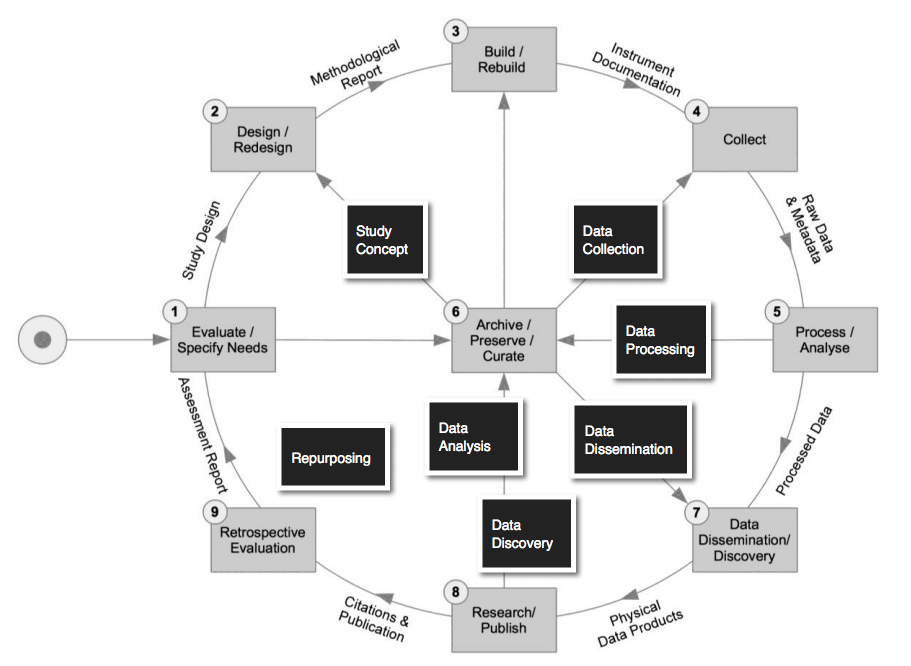 3
Build /
Rebuild
Methodological
Report
Instrument
Documentation
2
Design /
Redesign
4
Collect
Study Design
Study
Concept
Data
Collection
Raw Data
& Metadata
1
Evaluate /
Specify Needs
6
Archive /
Preserve /
Curate
Data
Processing
5
Process /
Analyse
Assessment Report
Repurposing
Data
Analysis
Data
Dissemination
Processed Data
9
Retrospective
Evaluation
Data
Discovery
7
Data
Dissemination/
Discovery
8
Research/
Publish
Citations &
Publication
Physical
Data Products